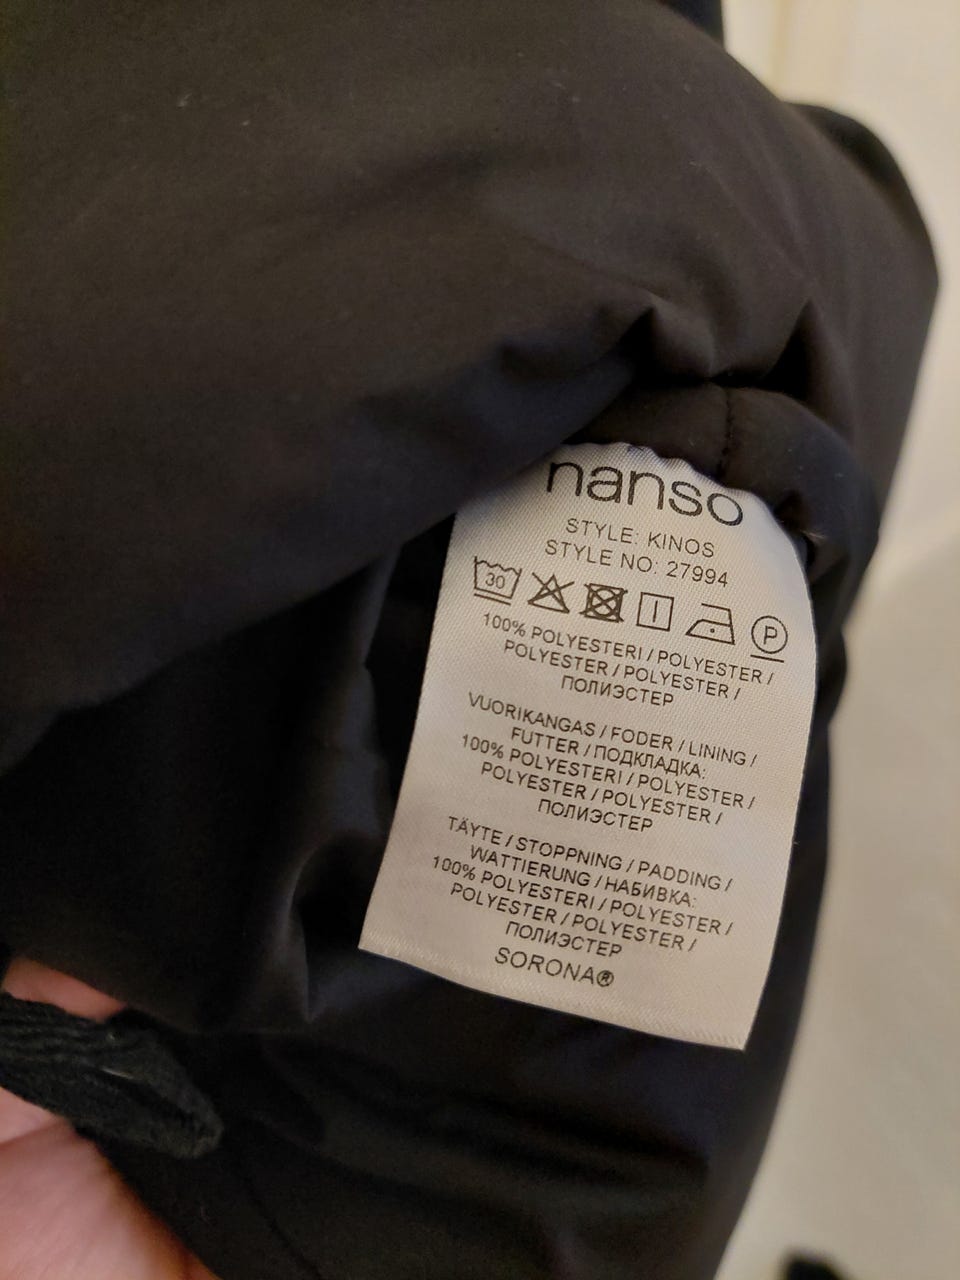 nanso
STYLE: KINOS
STYLE NO: 27994
30 P
100% POLYESTERI / POLYESTER /
POLYESTER / POLYESTER /
ПОЛИЭСТЕР
VUORIKANGAS / FODER / LINING /
FUTTER / ПОДКЛАДКА:
100% POLYESTERI / POLYESTER /
POLYESTER / POLYESTER /
ПОЛИЭСТЕР
TÄYTE / STOPPNING / PADDING /
WATTIERUNG / НАБИВКА:
100% POLYESTERI / POLYESTER /
POLYESTER / POLYESTER /
ПОЛИЭСТЕР
SORONA®